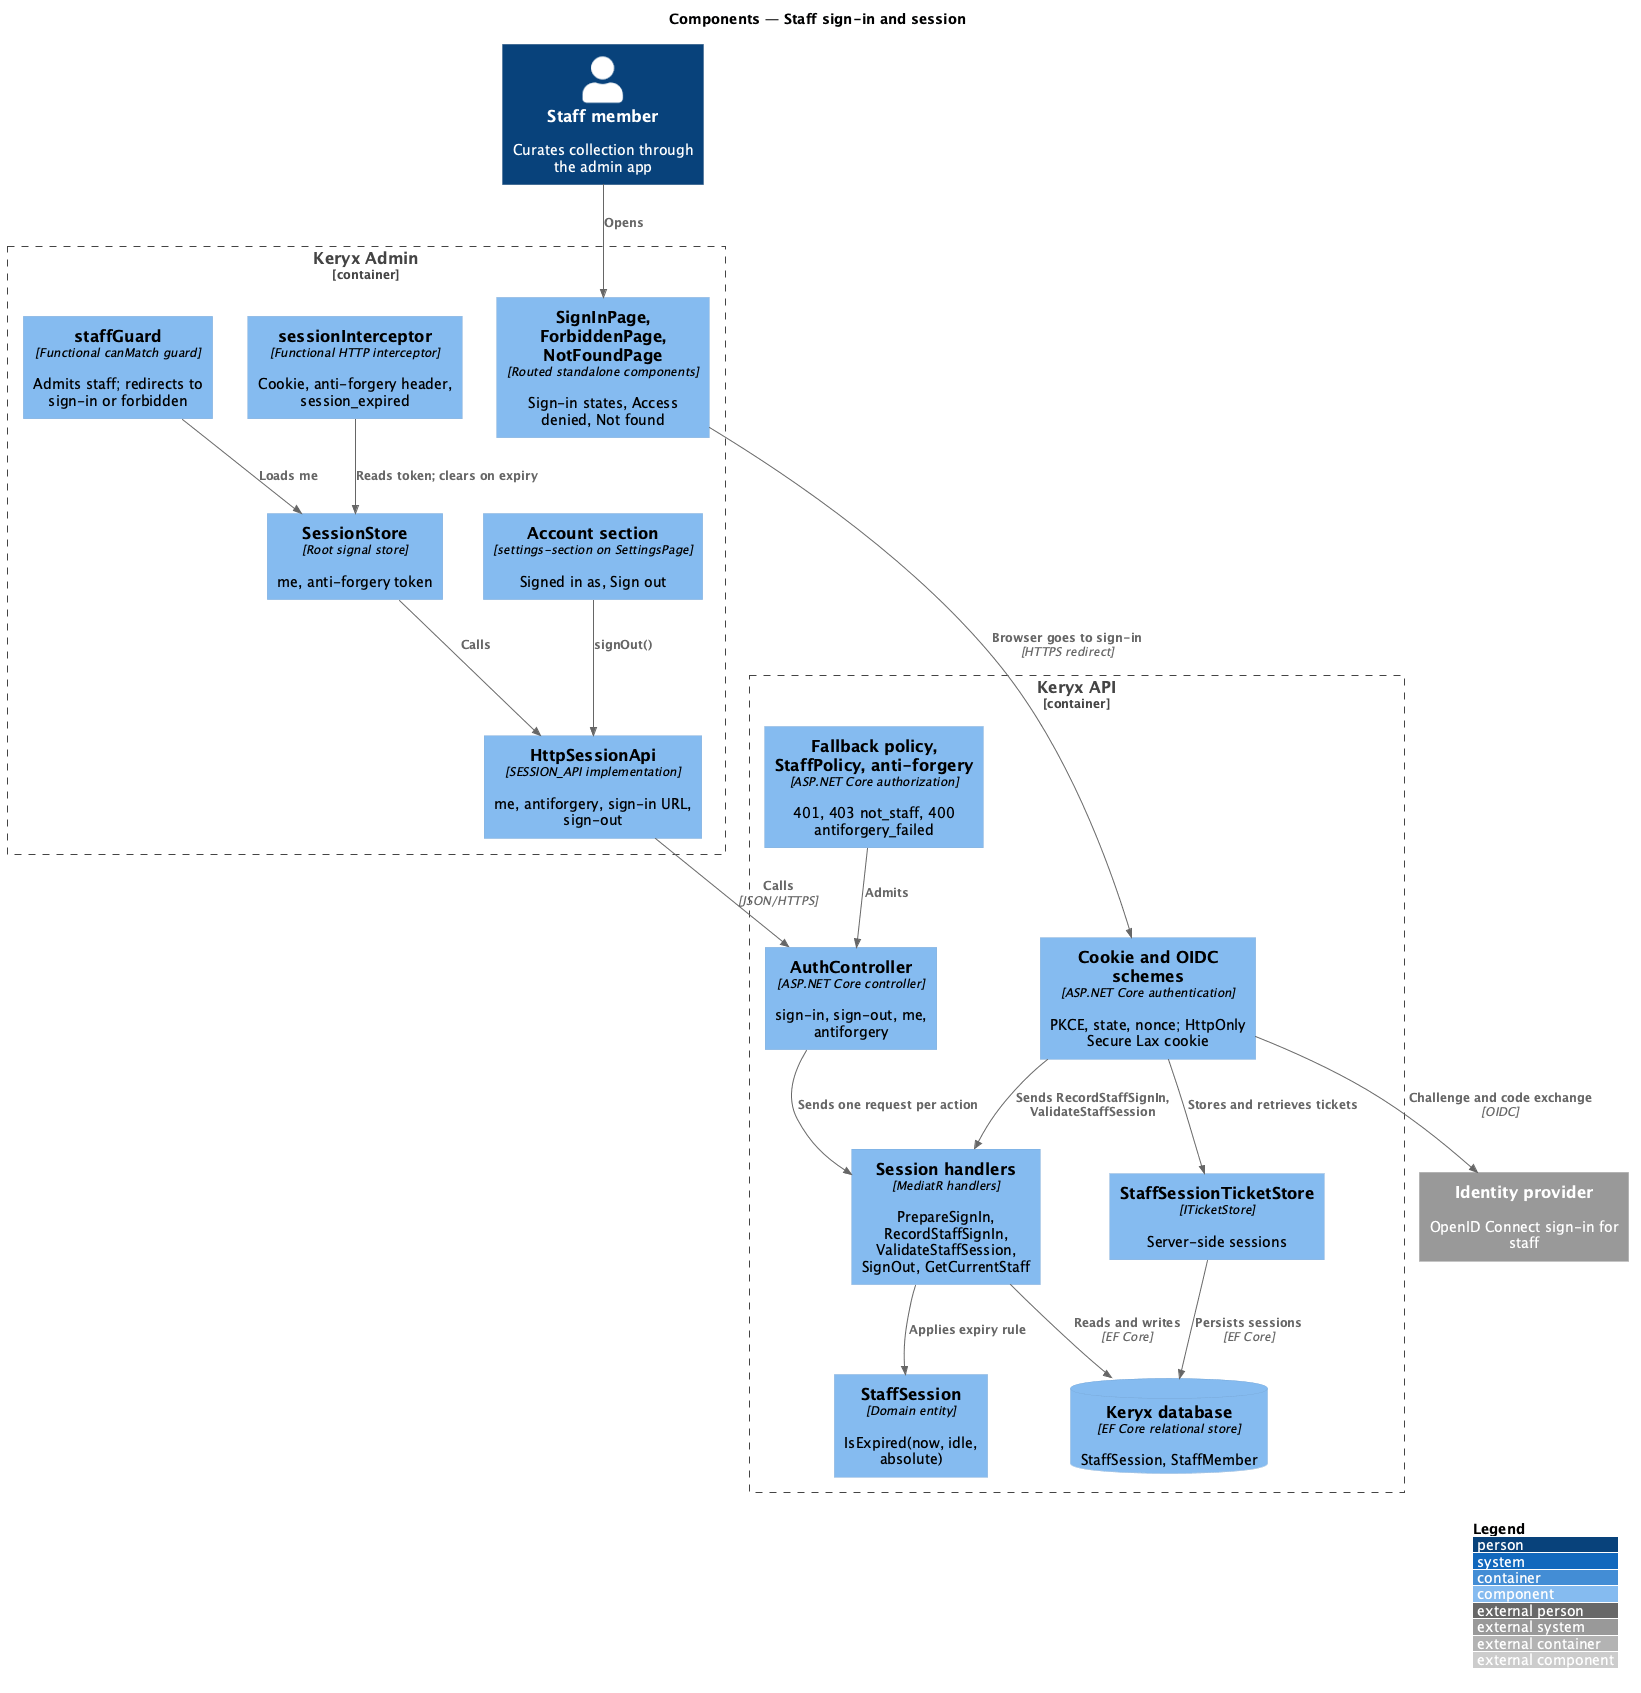 Components — Staff sign-in and session
Staff member
Curates collection through
the admin app
Opens
Keryx Admin
[container]
staffGuard
[Functional canMatch guard]
Admits staff; redirects to
sign-in or forbidden
sessionInterceptor
[Functional HTTP interceptor]
Cookie, anti-forgery header,
session_expired
SignInPage,
ForbiddenPage,
NotFoundPage
[Routed standalone components]
Sign-in states, Access
denied, Not found
Loads me
Reads token; clears on expiry
SessionStore
[Root signal store]
me, anti-forgery token
Account section
[settings-section on SettingsPage]
Signed in as, Sign out
Calls
signOut()
Browser goes to sign-in
[HTTPS redirect]
HttpSessionApi
[SESSION_API implementation]
me, antiforgery, sign-in URL,
sign-out
Keryx API
[container]
Fallback policy,
StaffPolicy, anti-forgery
[ASP.NET Core authorization]
401, 403 not_staff, 400
antiforgery_failed
Calls
[JSON/HTTPS]
Admits
AuthController
[ASP.NET Core controller]
sign-in, sign-out, me,
antiforgery
Cookie and OIDC
schemes
[ASP.NET Core authentication]
PKCE, state, nonce; HttpOnly
Secure Lax cookie
Sends one request per action
Sends RecordStaffSignIn,
ValidateStaffSession
Stores and retrieves tickets
Challenge and code exchange
[OIDC]
Session handlers
[MediatR handlers]
PrepareSignIn,
RecordStaffSignIn,
ValidateStaffSession,
SignOut, GetCurrentStaff
StaffSessionTicketStore
[ITicketStore]
Server-side sessions
Identity provider
OpenID Connect sign-in for
staff
Applies expiry rule
Reads and writes
[EF Core]
Persists sessions
[EF Core]
StaffSession
[Domain entity]
IsExpired(now, idle,
absolute)
Keryx database
[EF Core relational store]
StaffSession, StaffMember
Legend
person
system
container
component
external person
external system
external container
external component